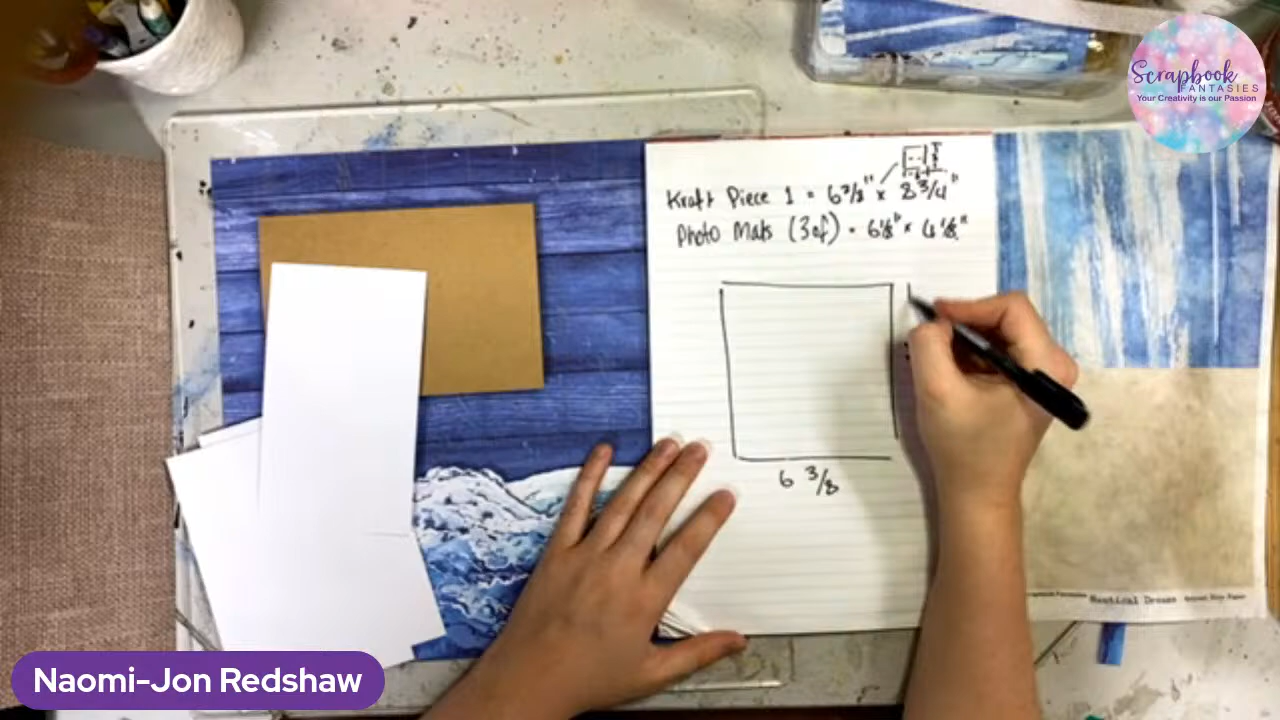 Scrapbook
FANTASIES
Your Creativity is our Passion
Kraft Piece 1 = 6 3/8" x 8 3/4"
Photo Mats (3 of) = 6 1/8" x 4 1/8"
6 3/8
Nautical Dreams
Naomi-Jon Redshaw